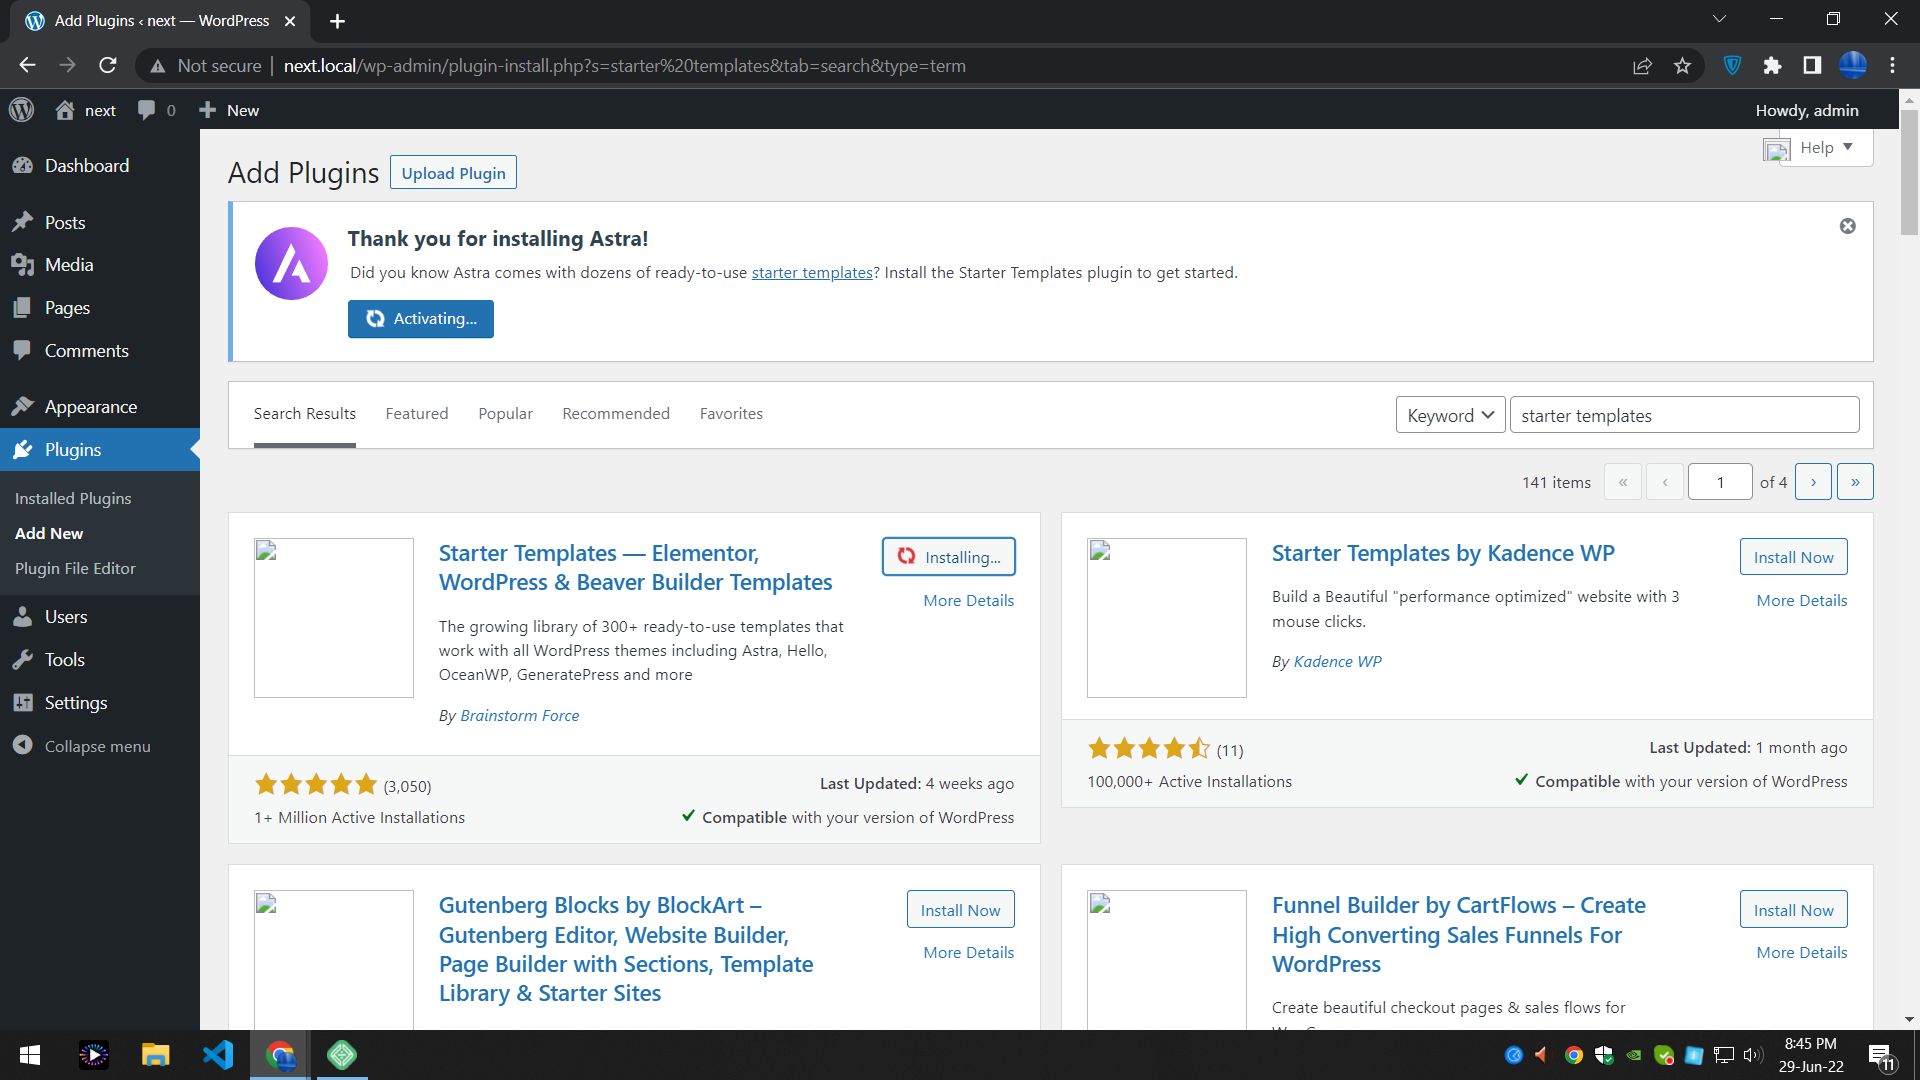 Add Plugins ‹ next — WordPress
Not secure | next.local/wp-admin/plugin-install.php?s=starter%20templates&tab=search&type=term
next 0 New Howdy, admin
Dashboard
Posts
Media
Pages
Comments
Appearance
Plugins
Installed Plugins
Add New
Plugin File Editor
Users
Tools
Settings
Collapse menu
Help
Add Plugins Upload Plugin
Thank you for installing Astra!
Did you know Astra comes with dozens of ready-to-use starter templates? Install the Starter Templates plugin to get started.
Activating...
Search Results Featured Popular Recommended Favorites Keyword starter templates
141 items « ‹ 1 of 4 › »
Starter Templates — Elementor,
WordPress & Beaver Builder Templates
Installing...
More Details
The growing library of 300+ ready-to-use templates that
work with all WordPress themes including Astra, Hello,
OceanWP, GeneratePress and more
By Brainstorm Force
(3,050)
Last Updated: 4 weeks ago
1+ Million Active Installations
Compatible with your version of WordPress
Starter Templates by Kadence WP
Install Now
More Details
Build a Beautiful "performance optimized" website with 3
mouse clicks.
By Kadence WP
(11)
Last Updated: 1 month ago
100,000+ Active Installations
Compatible with your version of WordPress
Gutenberg Blocks by BlockArt –
Gutenberg Editor, Website Builder,
Page Builder with Sections, Template
Library & Starter Sites
Install Now
More Details
Funnel Builder by CartFlows – Create
High Converting Sales Funnels For
WordPress
Install Now
More Details
Create beautiful checkout pages & sales flows for
8:45 PM
29-Jun-22
11